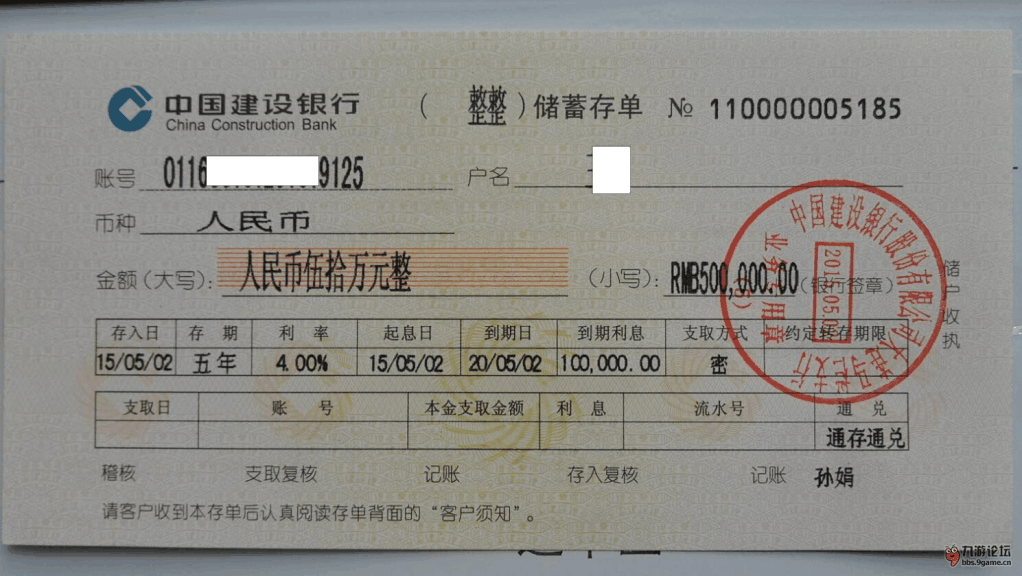 中国建设银行 （ 整整 ）储蓄存单 № 110000005185
China Construction Bank
账号 0116 9125 户名
币种 人民币
金额（大写）： 人民币伍拾万元整 （小写）： RMB500,000.00 （银行签章）
储户收执
存入日 存 期 利 率 起息日 到期日 到期利息 支取方式 约定转存期限
15/05/02 五年 4.00% 15/05/02 20/05/02 100,000.00 密
支取日 账 号 本金支取金额 利 息 流水号 通 兑
通存通兑
稽核 支取复核 记账 存入复核 记账 孙娟
请客户收到本存单后认真阅读存单背面的“客户须知”。
中国建设银行股份有限公司
支行
业务专用章
九游论坛
bbs.9game.cn